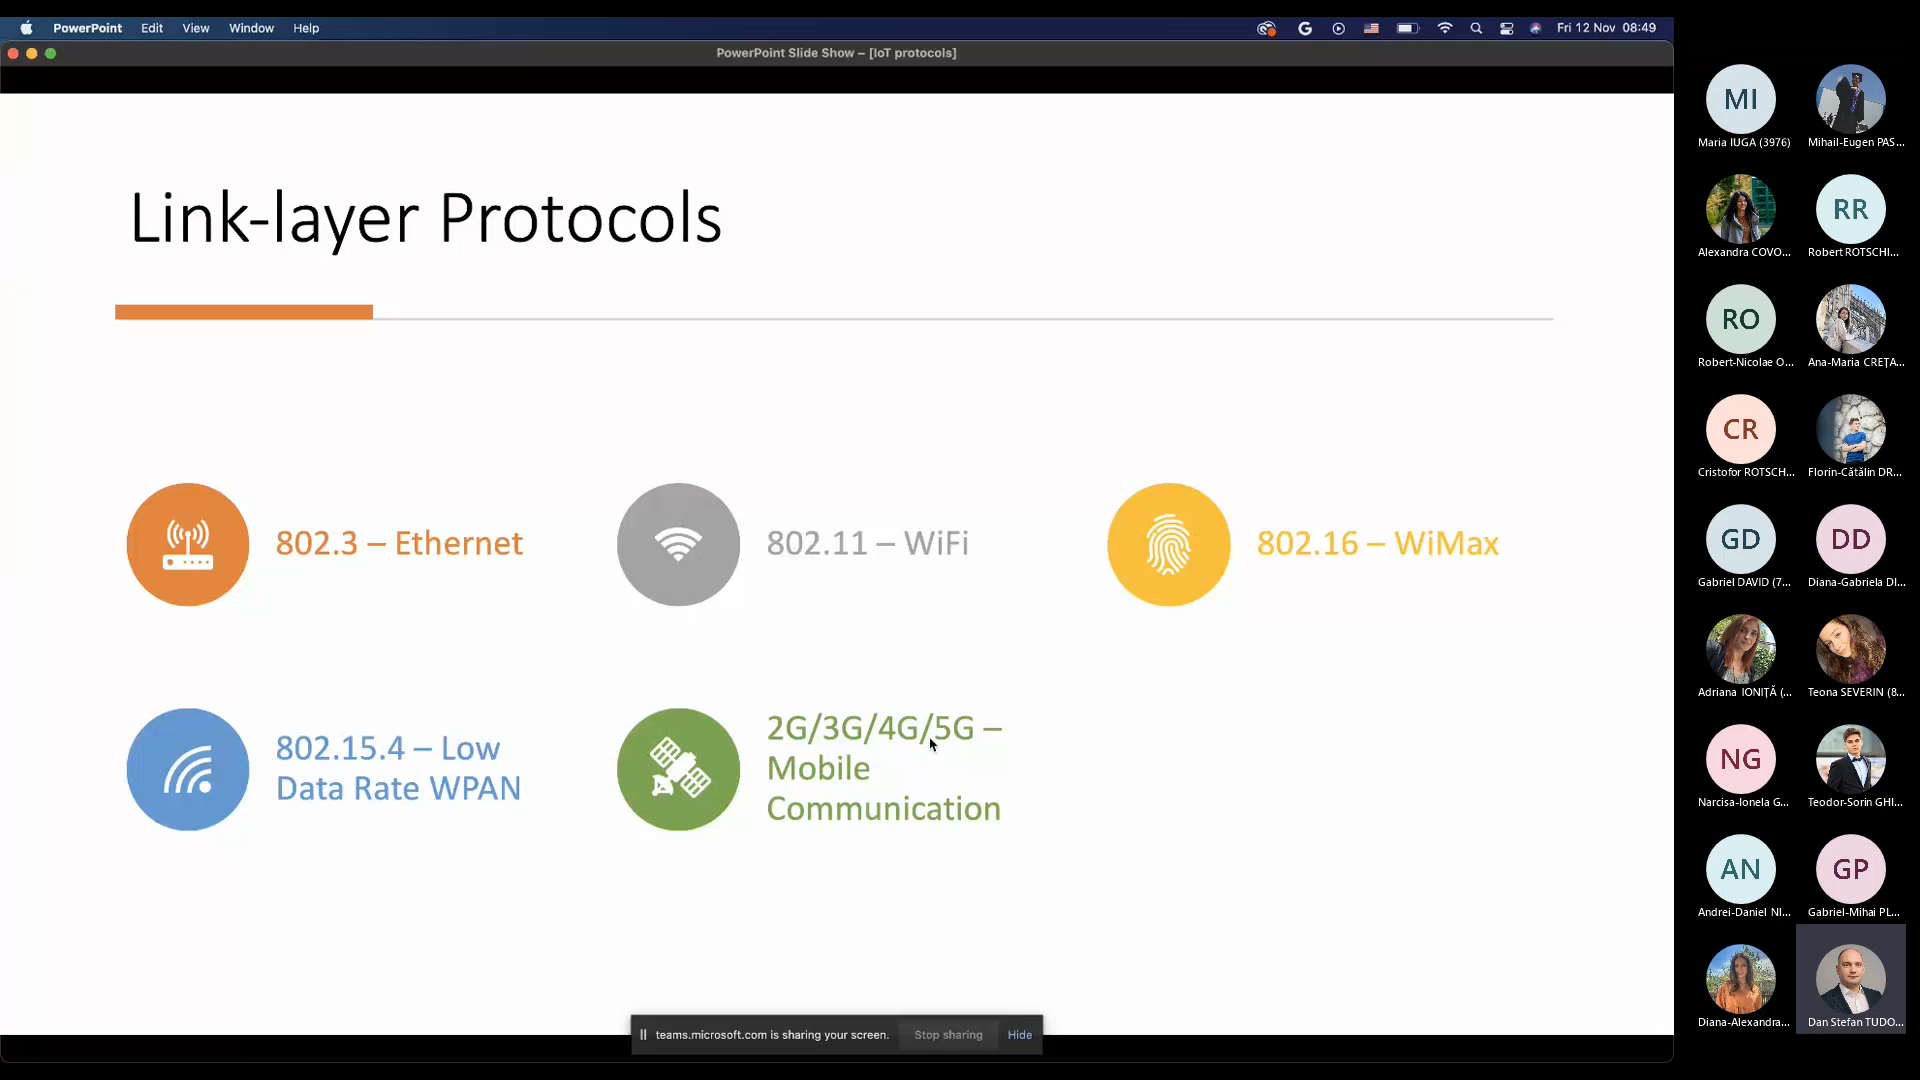 PowerPoint Edit View Window Help
Fri 12 Nov 08:49
PowerPoint Slide Show – [IoT protocols]
Link-layer Protocols
802.3 – Ethernet
802.11 – WiFi
802.16 – WiMax
802.15.4 – Low
Data Rate WPAN
2G/3G/4G/5G –
Mobile
Communication
teams.microsoft.com is sharing your screen. Stop sharing Hide
MI
Maria IUGA (3976)
Mihail-Eugen PAS...
Alexandra COVO...
RR
Robert ROTSCHI...
RO
Robert-Nicolae O...
Ana-Maria CREȚA...
CR
Cristofor ROTSCH...
Florin-Cătălin DR...
GD
Gabriel DAVID (7...
DD
Diana-Gabriela DI...
Adriana IONIȚĂ (...
Teona SEVERIN (8...
NG
Narcisa-Ionela G...
Teodor-Sorin GHI...
AN
Andrei-Daniel NI...
GP
Gabriel-Mihai PL...
Diana-Alexandra...
Dan Stefan TUDO...